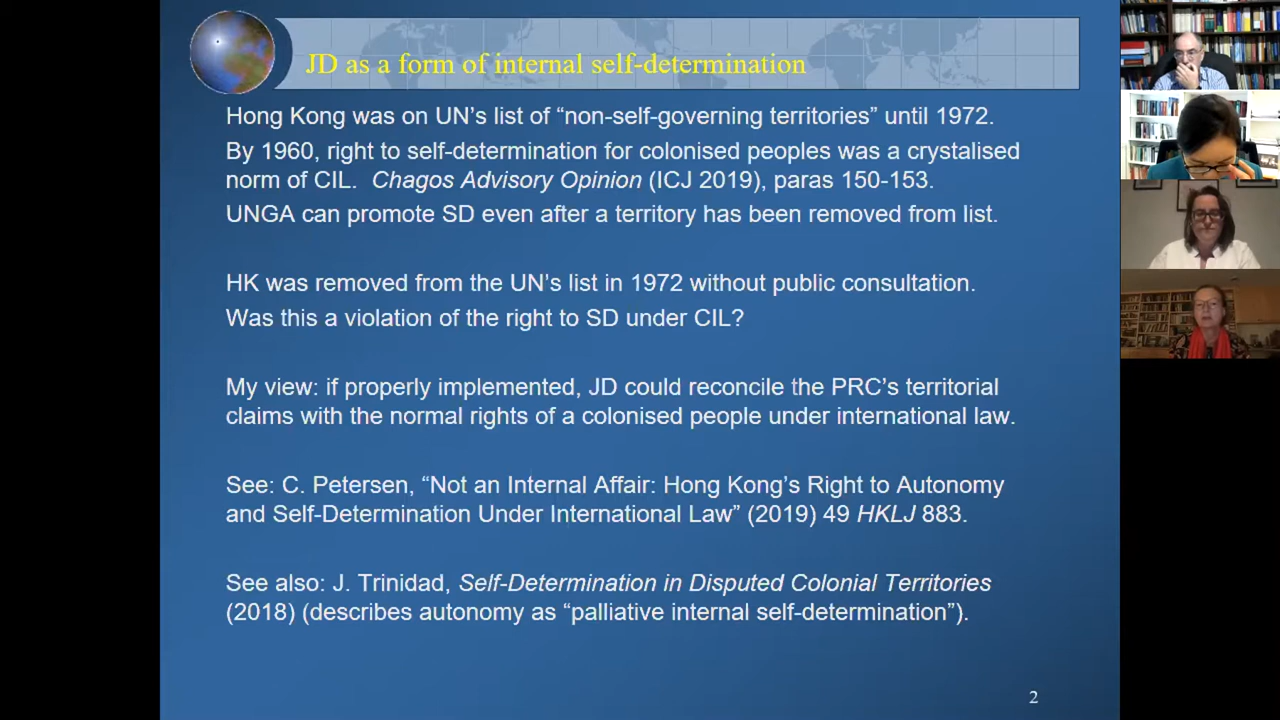 JD as a form of internal self-determination
Hong Kong was on UN's list of “non-self-governing territories” until 1972.
By 1960, right to self-determination for colonised peoples was a crystalised
norm of CIL. Chagos Advisory Opinion (ICJ 2019), paras 150-153.
UNGA can promote SD even after a territory has been removed from list.
HK was removed from the UN's list in 1972 without public consultation.
Was this a violation of the right to SD under CIL?
My view: if properly implemented, JD could reconcile the PRC's territorial
claims with the normal rights of a colonised people under international law.
See: C. Petersen, “Not an Internal Affair: Hong Kong's Right to Autonomy
and Self-Determination Under International Law” (2019) 49 HKLJ 883.
See also: J. Trinidad, Self-Determination in Disputed Colonial Territories
(2018) (describes autonomy as “palliative internal self-determination”).
2